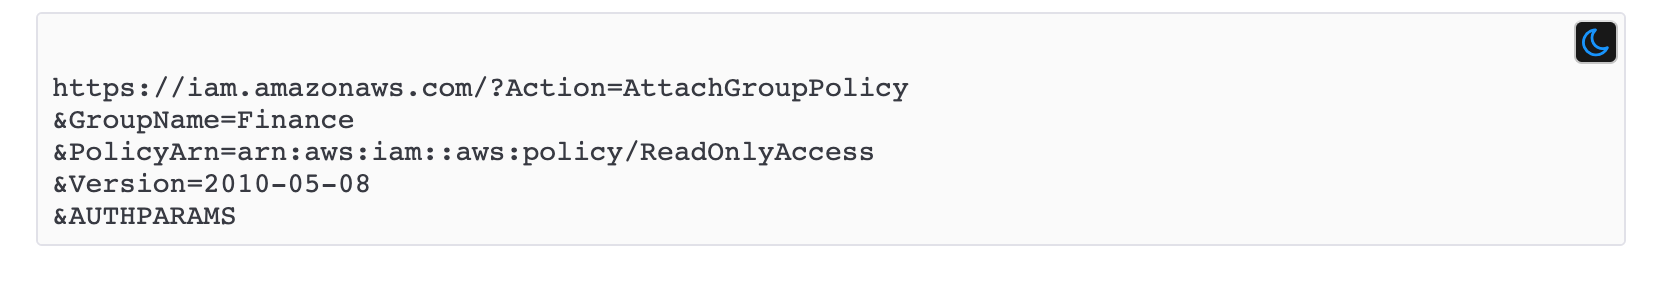 https://iam.amazonaws.com/?Action=AttachGroupPolicy
&GroupName=Finance
&PolicyArn=arn:aws:iam::aws:policy/ReadOnlyAccess
&Version=2010-05-08
&AUTHPARAMS